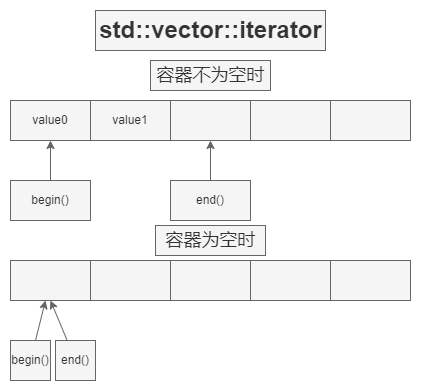 std::vector::iterator
容器不为空时
value0 value1
begin() end()
容器为空时
begin() end()